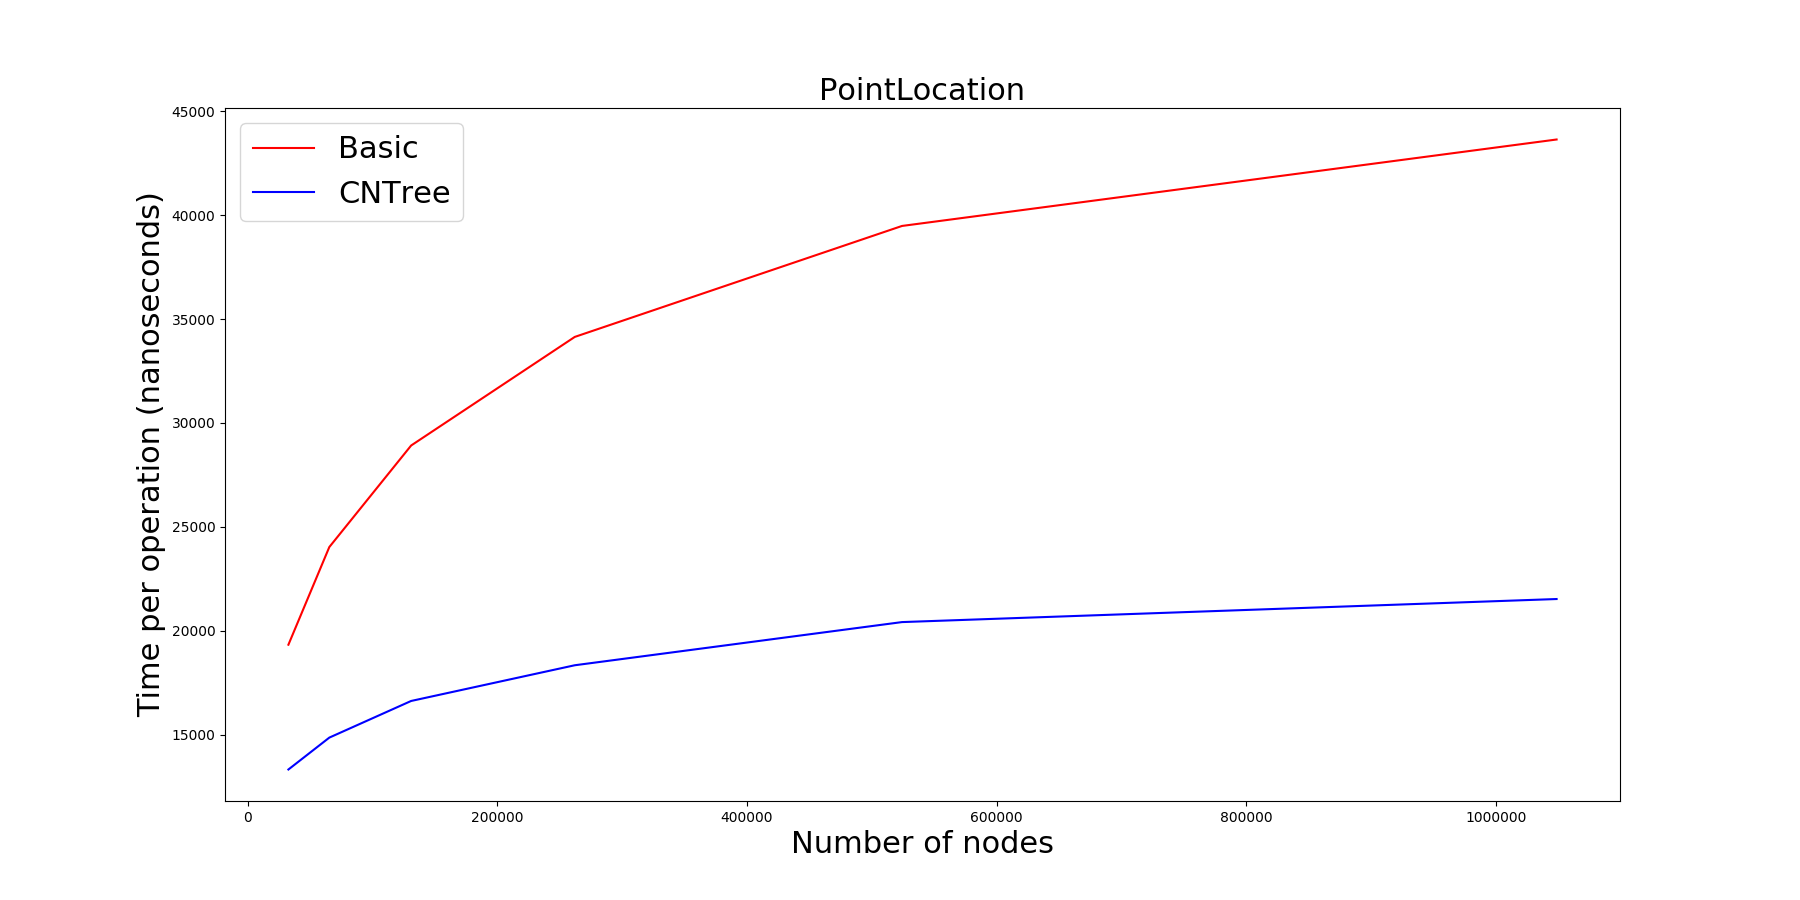 PointLocation
Basic
CNTree
Time per operation (nanoseconds)
45000
40000
35000
30000
25000
20000
15000
0 200000 400000 600000 800000 1000000
Number of nodes